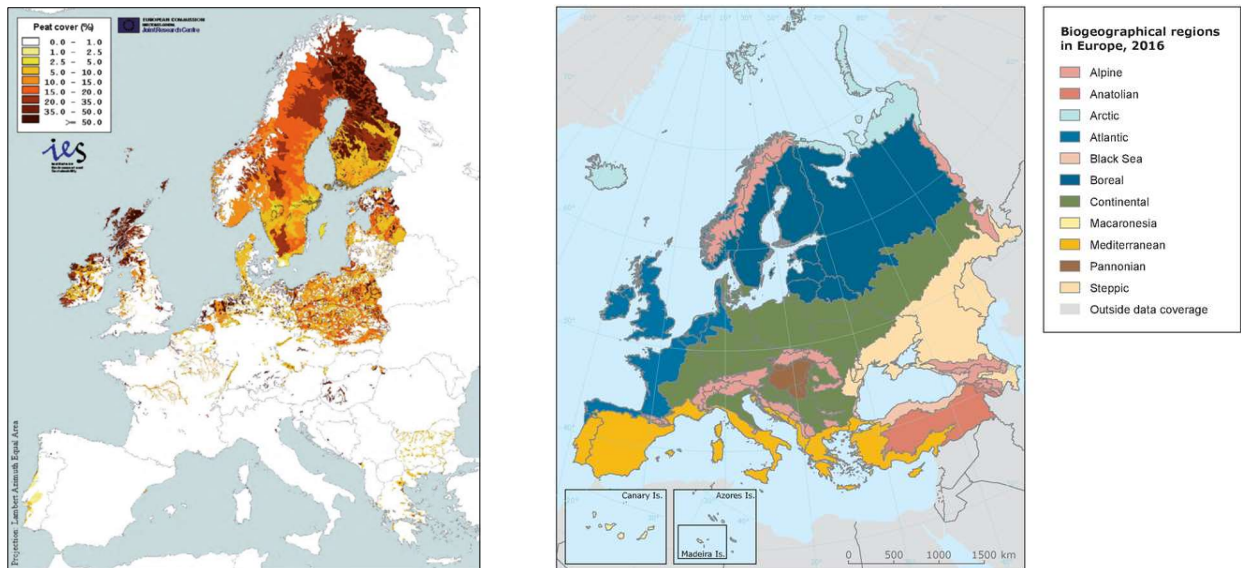 Peat cover (%)
0.0 - 1.0
1.0 - 2.5
2.5 - 5.0
5.0 - 10.0
10.0 - 15.0
15.0 - 20.0
20.0 - 35.0
35.0 - 50.0
>= 50.0
EUROPEAN COMMISSION
Joint Research Centre
ies
Projection: Lambert Azimuth Equal Area
Canary Is.
Azores Is.
Madeira Is.
0 500 1000 1500 km
Biogeographical regions
in Europe, 2016
Alpine
Anatolian
Arctic
Atlantic
Black Sea
Boreal
Continental
Macaronesia
Mediterranean
Pannonian
Steppic
Outside data coverage